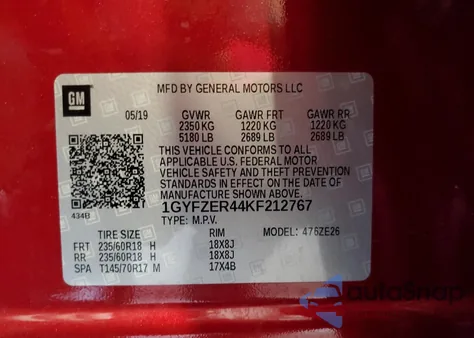 GM
MFD BY GENERAL MOTORS LLC
05/19 GVWR GAWR FRT GAWR RR
2350 KG 1220 KG 1220 KG
5180 LB 2689 LB 2689 LB
THIS VEHICLE CONFORMS TO ALL
APPLICABLE U.S. FEDERAL MOTOR
VEHICLE SAFETY AND THEFT PREVENTION
STANDARDS IN EFFECT ON THE DATE OF
MANUFACTURE SHOWN ABOVE.
1GYFZER44KF212767
434B TYPE: M.P.V.
TIRE SIZE RIM MODEL: 476ZE26
FRT 235/60R18 H 18X8J
RR 235/60R18 H 18X8J
SPA T145/70R17 M 17X4B
autosnap